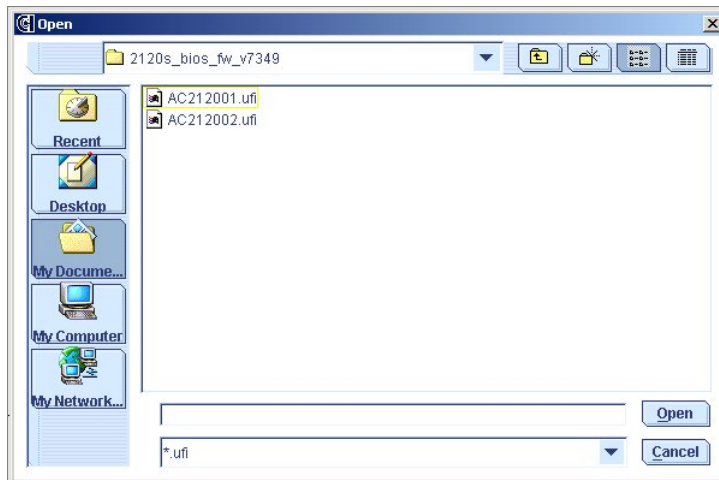 Open
2120s_bios_fw_v7349
AC212001.ufi
AC212002.ufi
Recent
Desktop
My Docume...
My Computer
My Network...
Open
*.ufi
Cancel